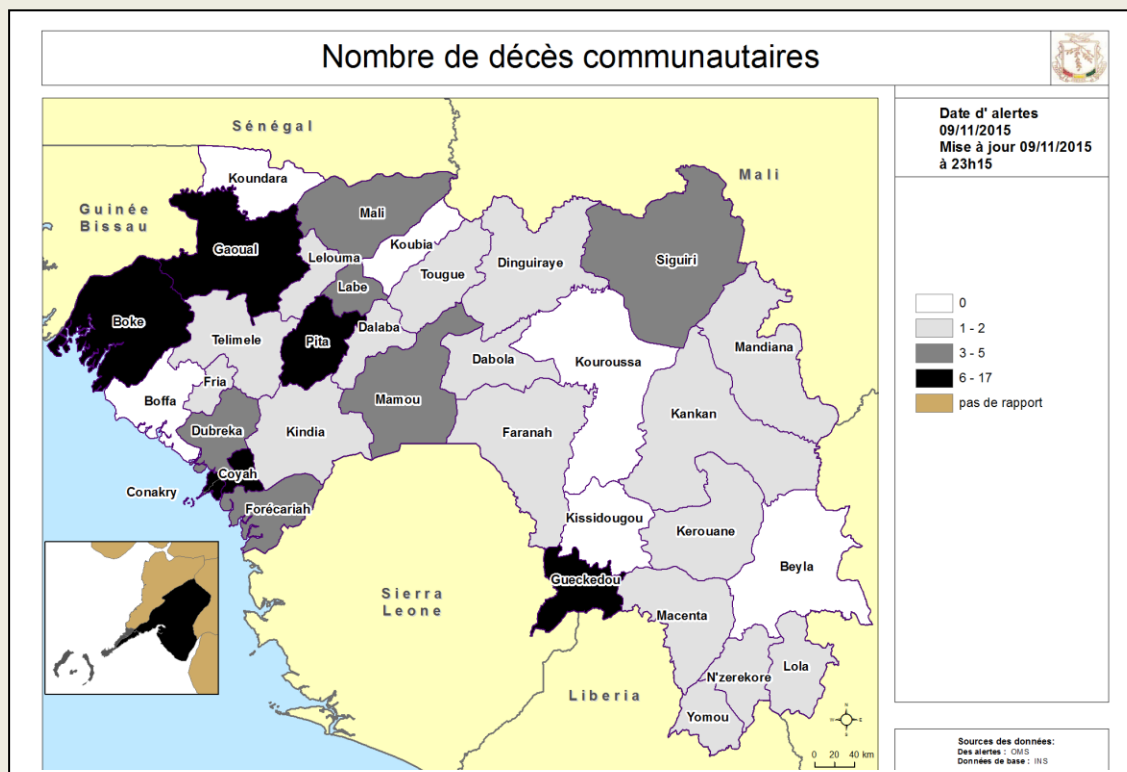 Nombre de décès communautaires
Date d' alertes
09/11/2015
Mise à jour 09/11/2015
à 23h15
Sénégal
Mali
Guinée
Bissau
Koundara
Mali
Gaoual
Koubia
Lelouma
Tougue
Dinguiraye
Siguiri
Labe
Boke
Telimele
Pita
Dalaba
Dabola
Kouroussa
Mandiana
Fria
Boffa
Mamou
Kankan
Dubreka
Kindia
Faranah
Coyah
Conakry
Forécariah
Kissidougou
Kerouane
Beyla
Gueckedou
Sierra
Leone
Macenta
Lola
N'zerekore
Liberia
Yomou
0
1 - 2
3 - 5
6 - 17
pas de rapport
0 20 40 km
Sources des données:
Des alertes : OMS
Données de base : INS